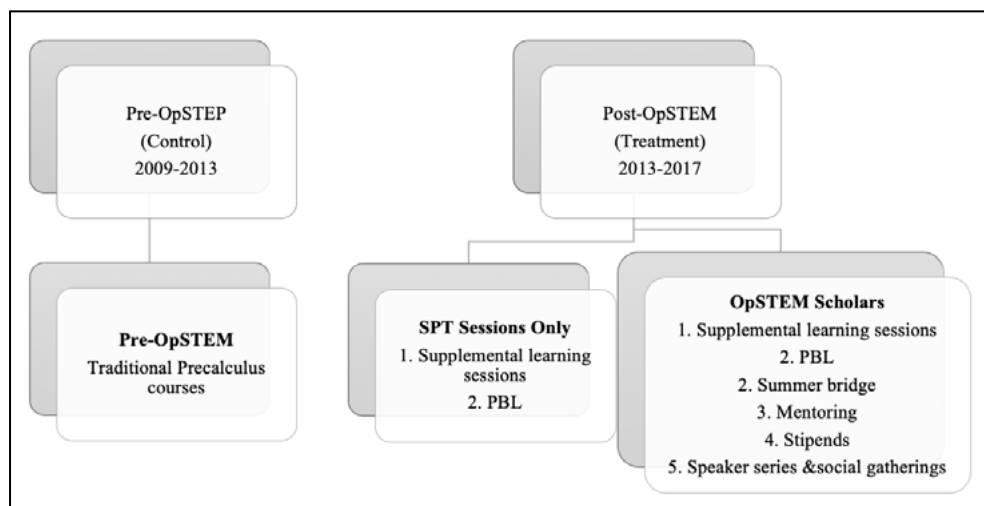 Pre-OpSTEP
(Control)
2009-2013
Post-OpSTEM
(Treatment)
2013-2017
Pre-OpSTEM
Traditional Precalculus
courses
SPT Sessions Only
1. Supplemental learning
sessions
2. PBL
OpSTEM Scholars
1. Supplemental learning sessions
2. PBL
2. Summer bridge
3. Mentoring
4. Stipends
5. Speaker series &social gatherings